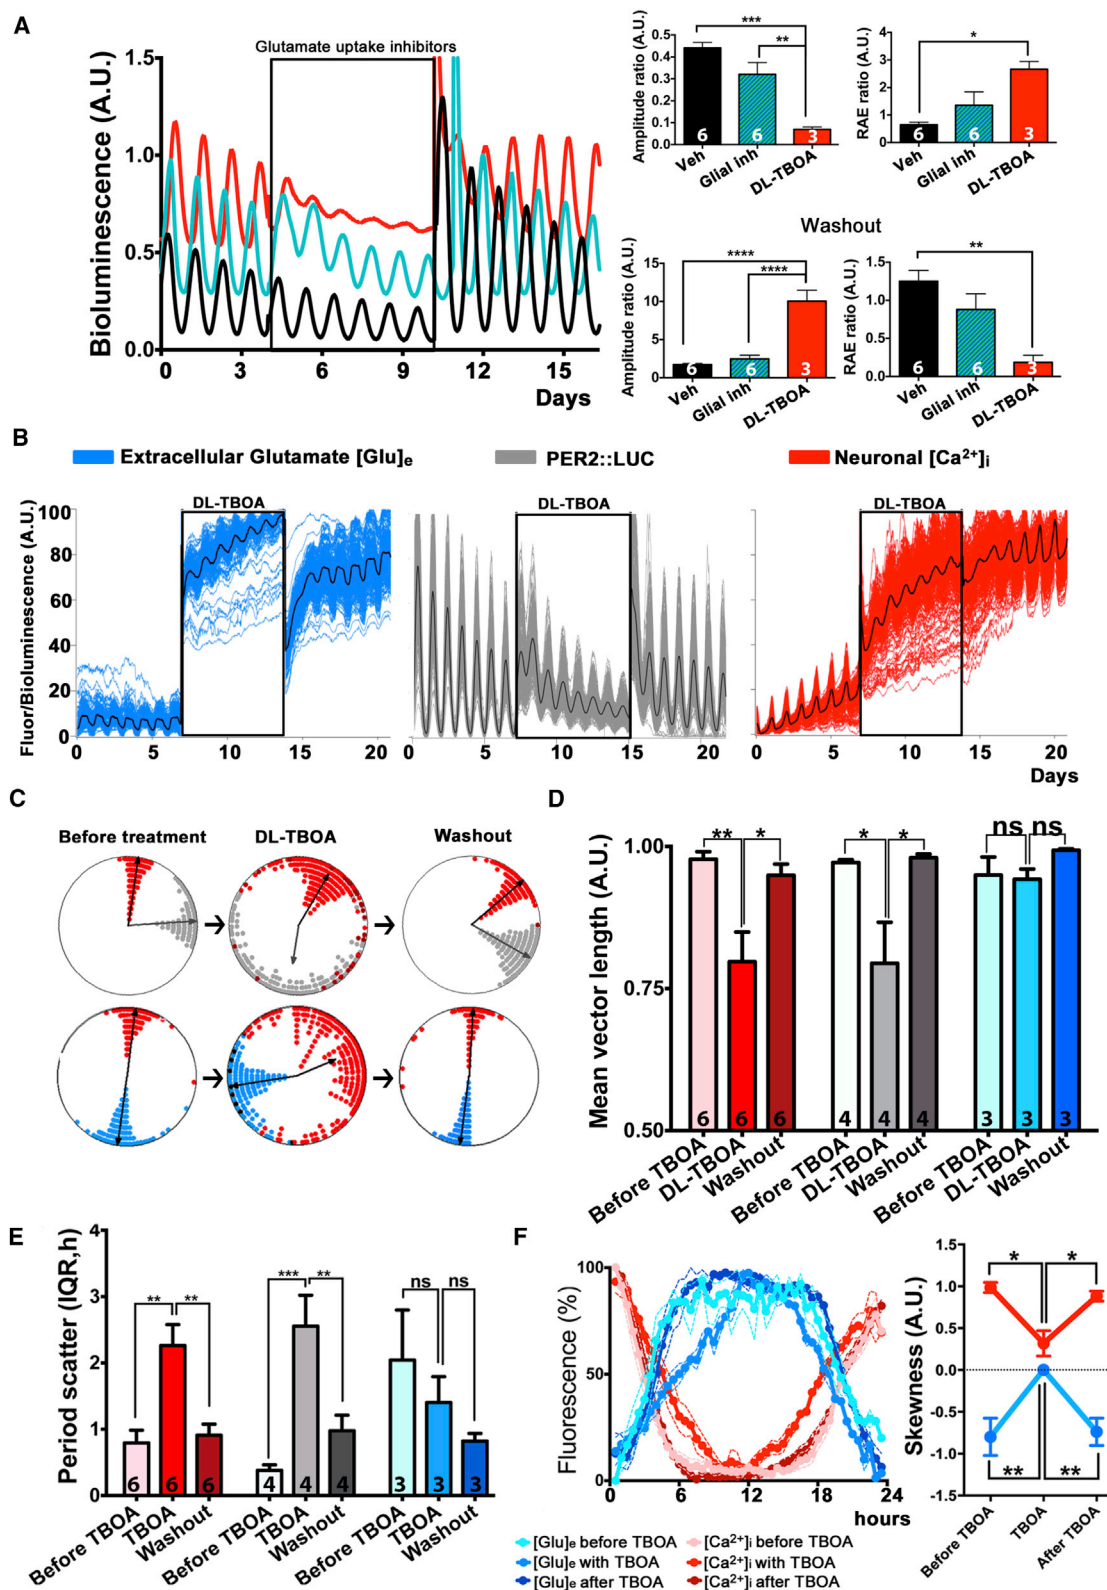 A
Glutamate uptake inhibitors
Bioluminescence (A.U.)
1.5
1.0
0.5
0.0
0 3 6 9 12 15
Days
Amplitude ratio (A.U.)
0.5
0.4
0.3
0.2
0.1
0.0
***
**
6 6 3
Veh Glial inh DL-TBOA
RAE ratio (A.U.)
4
3
2
1
0
*
6 6 3
Veh Glial inh DL-TBOA
Washout
Amplitude ratio (A.U.)
15
10
5
0
****
****
6 6 3
Veh Glial inh DL-TBOA
RAE ratio (A.U.)
1.5
1.0
0.5
0.0
**
6 6 3
Veh Glial inh DL-TBOA
B
Extracellular Glutamate [Glu]e
PER2::LUC
Neuronal [Ca2+]i
Fluor/Bioluminescence (A.U.)
100
80
60
40
20
0
DL-TBOA
0 5 10 15 20
DL-TBOA
0 5 10 15 20
DL-TBOA
0 5 10 15 20
Days
C
Before treatment DL-TBOA Washout
D
Mean vector length (A.U.)
1.00
0.75
0.50
** * * * ns ns
6 6 6 4 4 4 3 3 3
Before TBOA DL-TBOA Washout Before TBOA DL-TBOA Washout Before TBOA DL-TBOA Washout
E
Period scatter (IQR,h)
4
3
2
1
0
** ** *** ** ns ns
6 6 6 4 4 4 3 3 3
Before TBOA TBOA Washout Before TBOA TBOA Washout Before TBOA TBOA Washout
F
Fluorescence (%)
100
50
0
0 6 12 18 24
hours
[Glu]e before TBOA
[Glu]e with TBOA
[Glu]e after TBOA
[Ca2+]i before TBOA
[Ca2+]i with TBOA
[Ca2+]i after TBOA
Skewness (A.U.)
1.5
1.0
0.5
0.0
-0.5
-1.0
-1.5
* *
** **
Before TBOA TBOA After TBOA